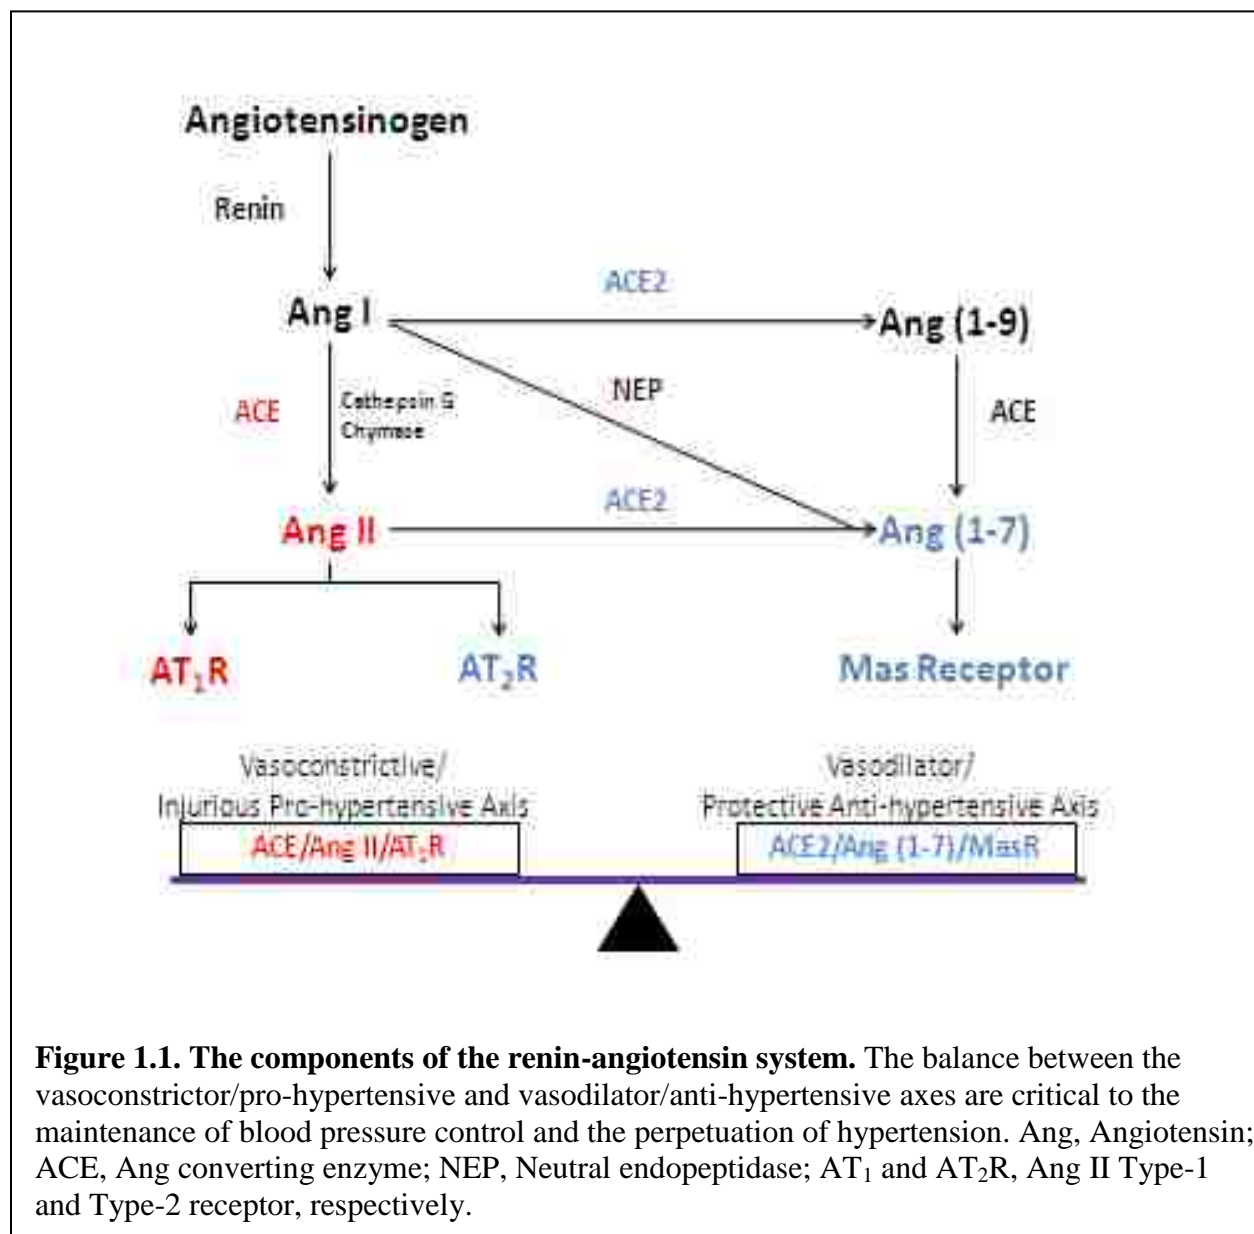 Angiotensinogen
Renin
ACE2
Ang I
Ang (1-9)
NEP
ACE
Cathepsin G
Chymase
ACE
ACE2
Ang II
Ang (1-7)
AT₁R
AT₂R
Mas Receptor
Vasoconstrictive/
Injurious Pro-hypertensive Axis
ACE/Ang II/AT₁R
Vasodilator/
Protective Anti-hypertensive Axis
ACE2/Ang (1-7)/MasR
Figure 1.1. The components of the renin-angiotensin system. The balance between the
vasoconstrictor/pro-hypertensive and vasodilator/anti-hypertensive axes are critical to the
maintenance of blood pressure control and the perpetuation of hypertension. Ang, Angiotensin;
ACE, Ang converting enzyme; NEP, Neutral endopeptidase; AT₁ and AT₂R, Ang II Type-1
and Type-2 receptor, respectively.